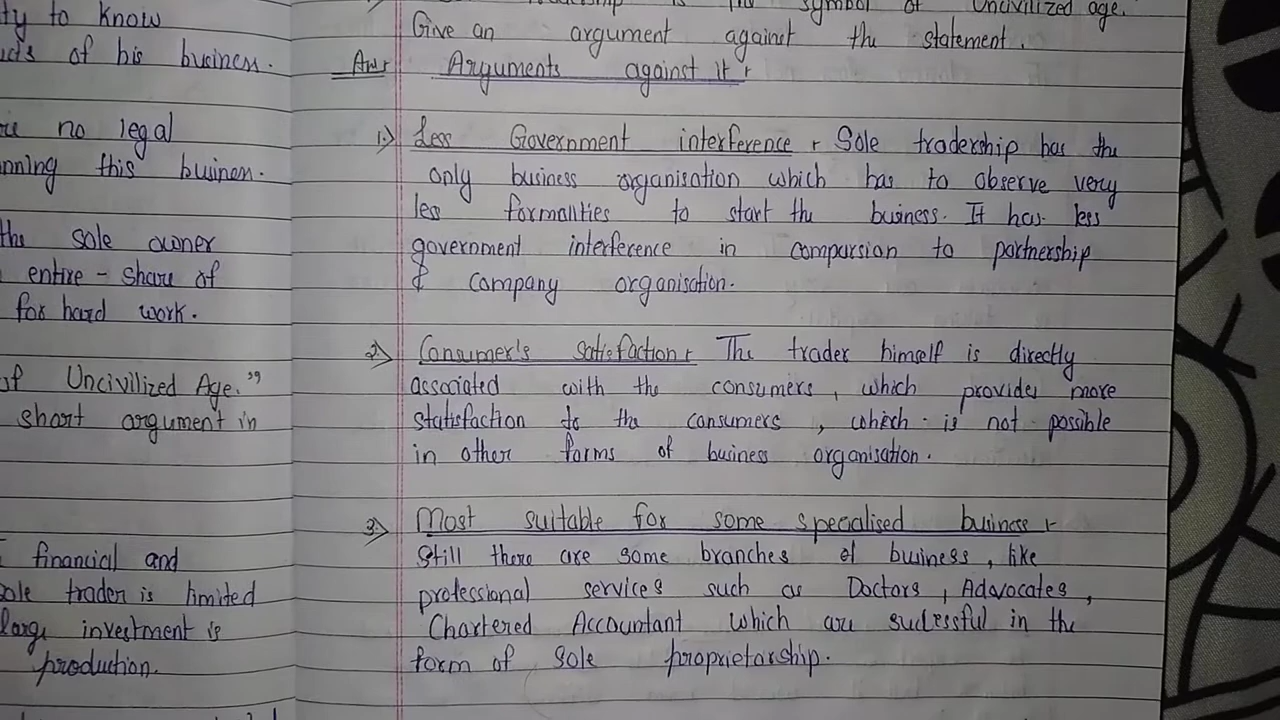 ty to know
of his business.
no legal
nning this business.
the sole owner
entire - share of
for hard work.
of Uncivilized Age."
short argument in
financial and
sole trader is limited
large investment is
production.
is the symbol of Uncivilized age.
Give an argument against the statement.
Ans Arguments against it :-
1.) Less Government interference :- Sole tradership has the
only business organisation which has to observe very
less formalities to start the business. It has less
government interference in comparsion to partnership
& company organisation.
2) Consumer's Satisfaction :- The trader himself is directly
associated with the consumers, which provides more
statisfaction to the consumers, which is not possible
in other forms of business organisation.
3) Most suitable for some specialised business :-
Still there are some branches of business, like
professional services such as Doctors, Adavocates,
Chartered Accountant which are sucessful in the
form of sole proprietorship.